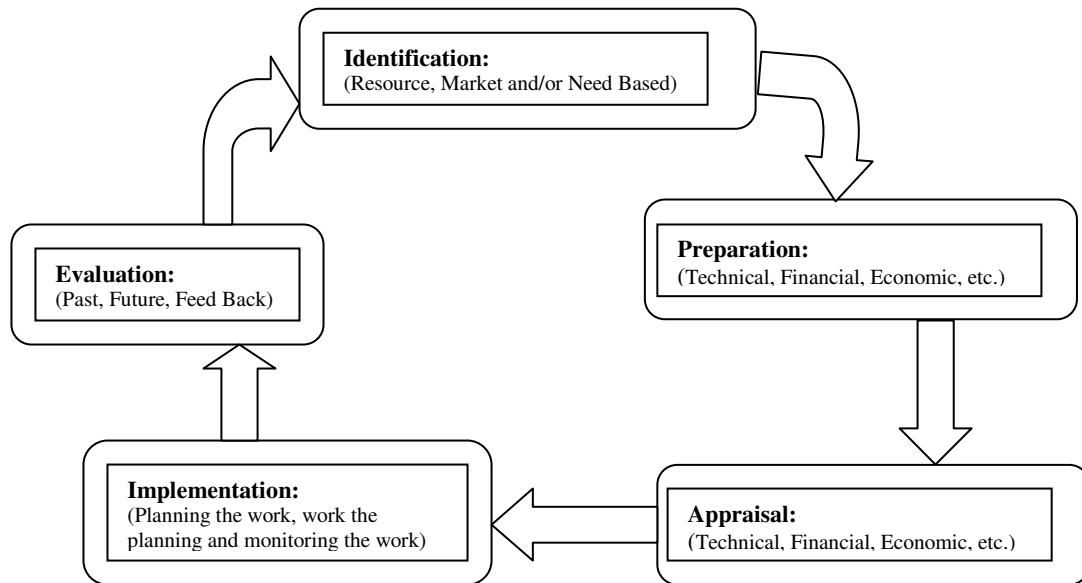 Identification:
(Resource, Market and/or Need Based)
Preparation:
(Technical, Financial, Economic, etc.)
Appraisal:
(Technical, Financial, Economic, etc.)
Implementation:
(Planning the work, work the
planning and monitoring the work)
Evaluation:
(Past, Future, Feed Back)